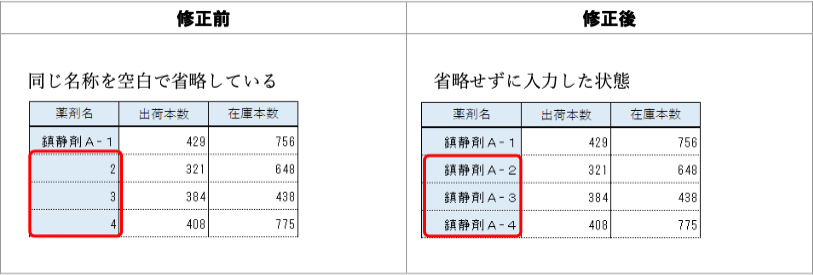 修正前 修正後
同じ名称を空白で省略している
薬剤名 出荷本数 在庫本数
鎮静剤A-1 429 756
2 321 648
3 384 438
4 408 775
省略せずに入力した状態
薬剤名 出荷本数 在庫本数
鎮静剤A-1 429 756
鎮静剤A-2 321 648
鎮静剤A-3 384 438
鎮静剤A-4 408 775